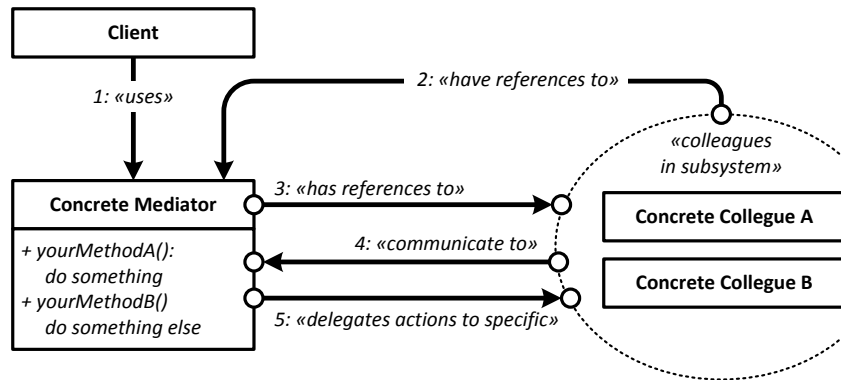 Client
1: «uses»
2: «have references to»
«colleagues
in subsystem»
Concrete Mediator
3: «has references to»
Concrete Collegue A
+ yourMethodA():
do something
+ yourMethodB()
do something else
4: «communicate to»
Concrete Collegue B
5: «delegates actions to specific»